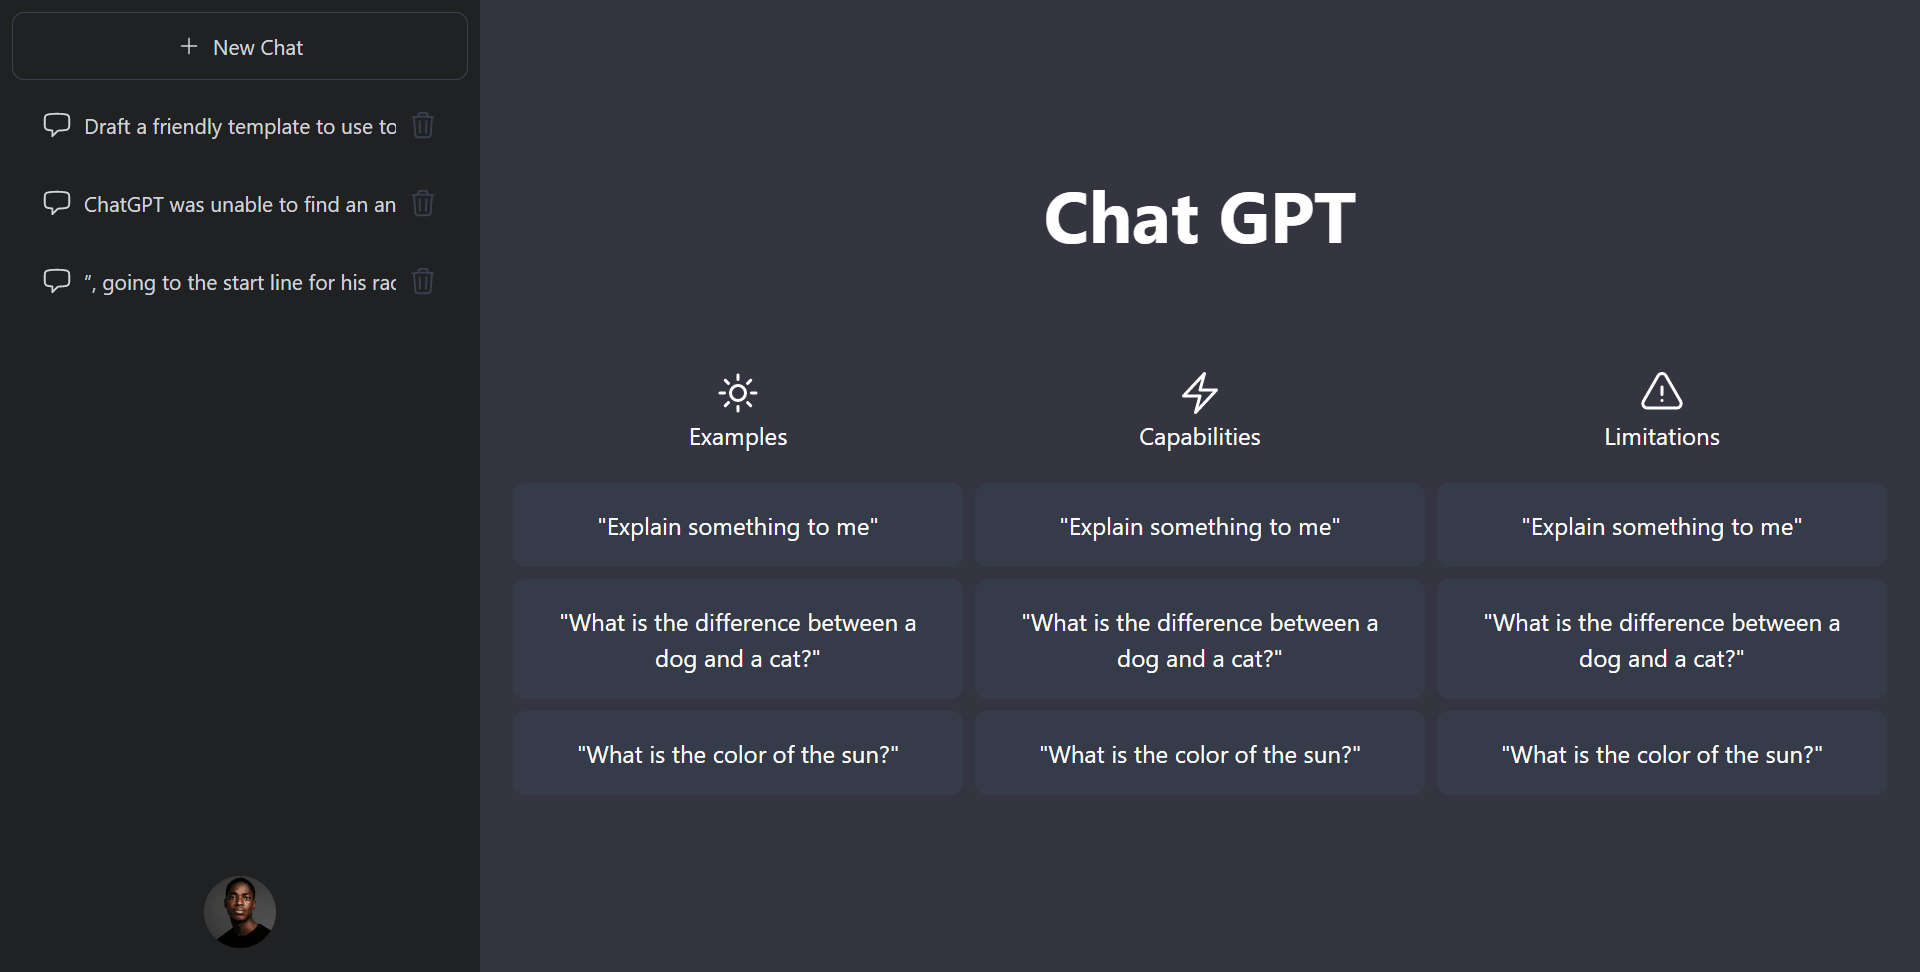 New Chat
Draft a friendly template to use to
ChatGPT was unable to find an an
", going to the start line for his rac
Chat GPT
Examples
Capabilities
Limitations
"Explain something to me"
"Explain something to me"
"Explain something to me"
"What is the difference between a
dog and a cat?"
"What is the difference between a
dog and a cat?"
"What is the difference between a
dog and a cat?"
"What is the color of the sun?"
"What is the color of the sun?"
"What is the color of the sun?"